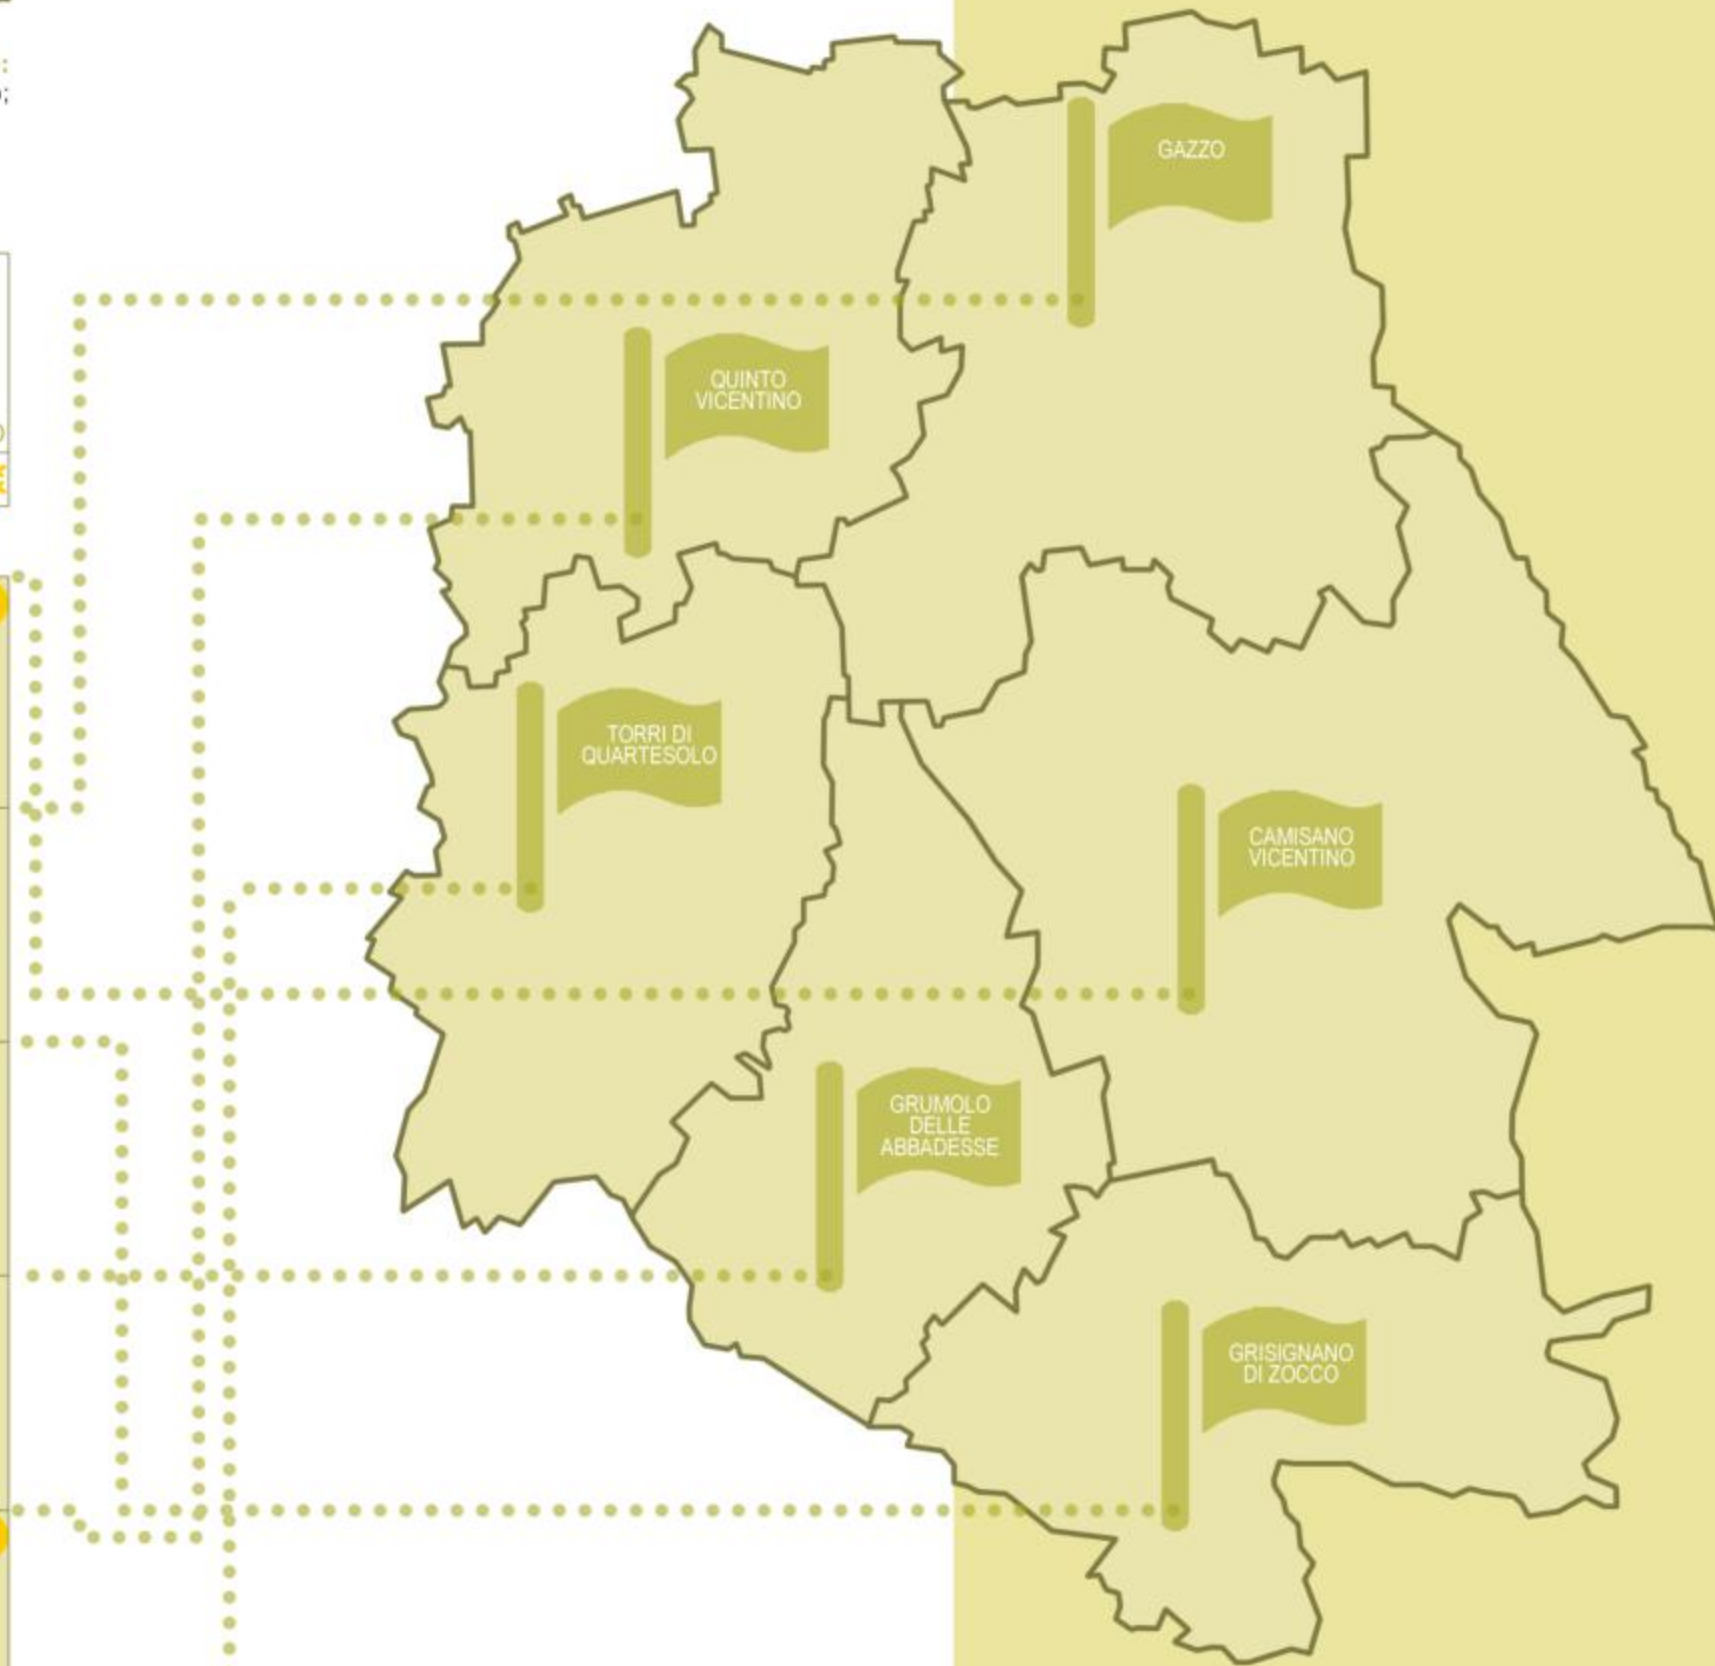 GAZZO
QUINTO
VICENTINO
TORRI DI
QUARTESOLO
CAMISANO
VICENTINO
GRUMOLO
DELLE
ABBADESSE
GRISIGNANO
DI ZOCCO